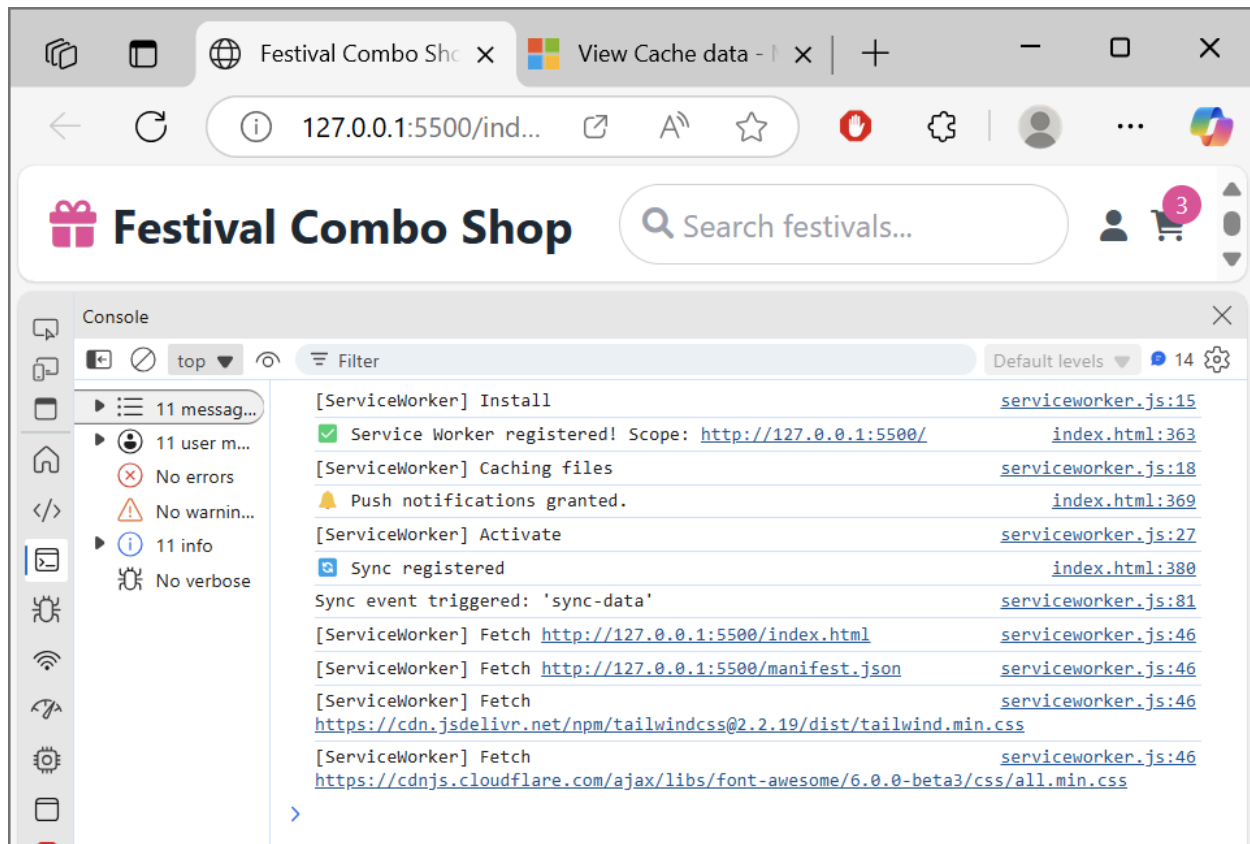 Festival Combo Sho
View Cache data - M
127.0.0.1:5500/ind...
Festival Combo Shop
Search festivals...
3
Console
top
Filter
Default levels
14
11 messag...
11 user m...
No errors
No warnin...
11 info
No verbose
[ServiceWorker] Install serviceworker.js:15
✅ Service Worker registered! Scope: http://127.0.0.1:5500/ index.html:363
[ServiceWorker] Caching files serviceworker.js:18
🔔 Push notifications granted. index.html:369
[ServiceWorker] Activate serviceworker.js:27
🔄 Sync registered index.html:380
Sync event triggered: 'sync-data' serviceworker.js:81
[ServiceWorker] Fetch http://127.0.0.1:5500/index.html serviceworker.js:46
[ServiceWorker] Fetch http://127.0.0.1:5500/manifest.json serviceworker.js:46
[ServiceWorker] Fetch serviceworker.js:46
https://cdn.jsdelivr.net/npm/tailwindcss@2.2.19/dist/tailwind.min.css
[ServiceWorker] Fetch serviceworker.js:46
https://cdnjs.cloudflare.com/ajax/libs/font-awesome/6.0.0-beta3/css/all.min.css